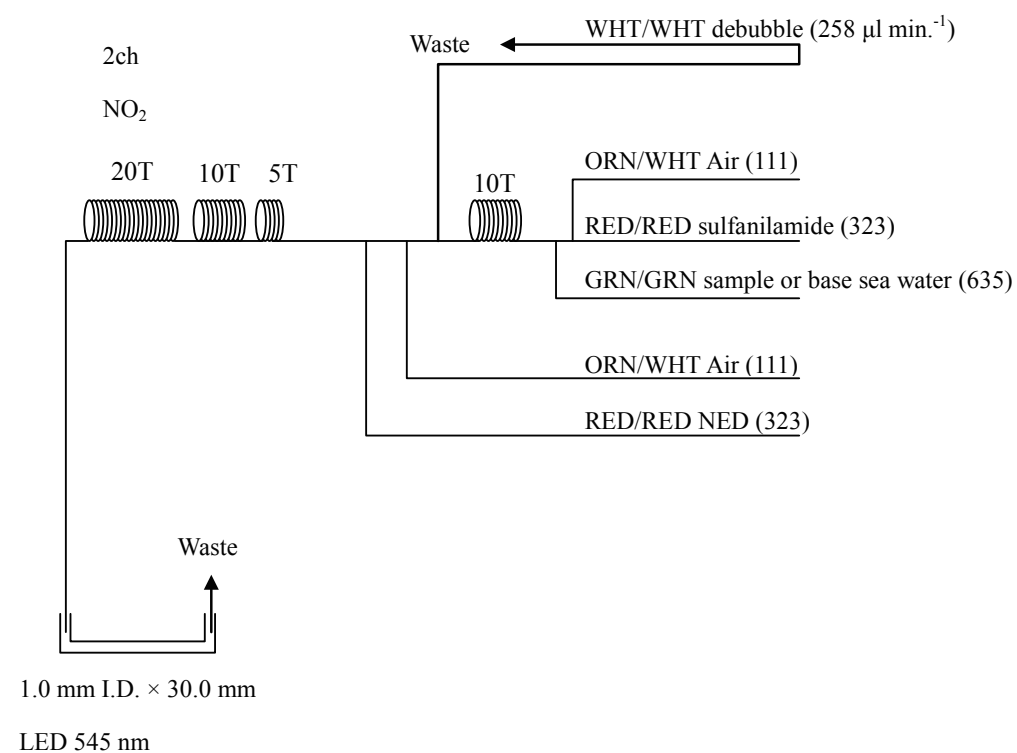 WHT/WHT debubble (258 μl min.⁻¹)
Waste
2ch
NO₂
20T
10T
5T
10T
ORN/WHT Air (111)
RED/RED sulfanilamide (323)
GRN/GRN sample or base sea water (635)
ORN/WHT Air (111)
RED/RED NED (323)
Waste
1.0 mm I.D. × 30.0 mm
LED 545 nm